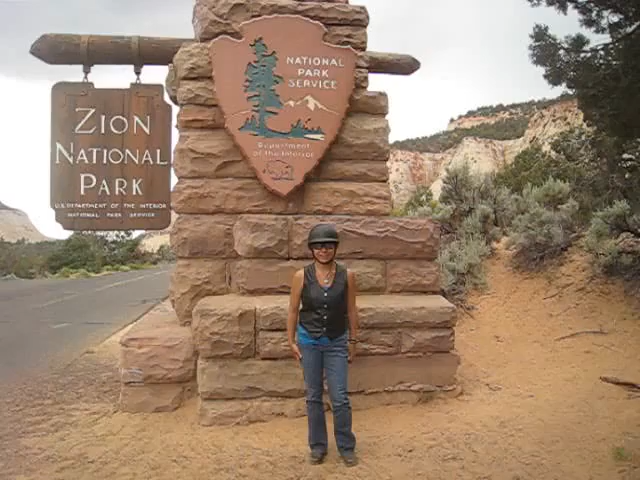 ZION
NATIONAL
PARK
U.S. DEPARTMENT OF THE INTERIOR
NATIONAL PARK SERVICE
NATIONAL
PARK
SERVICE
Department
of the Interior